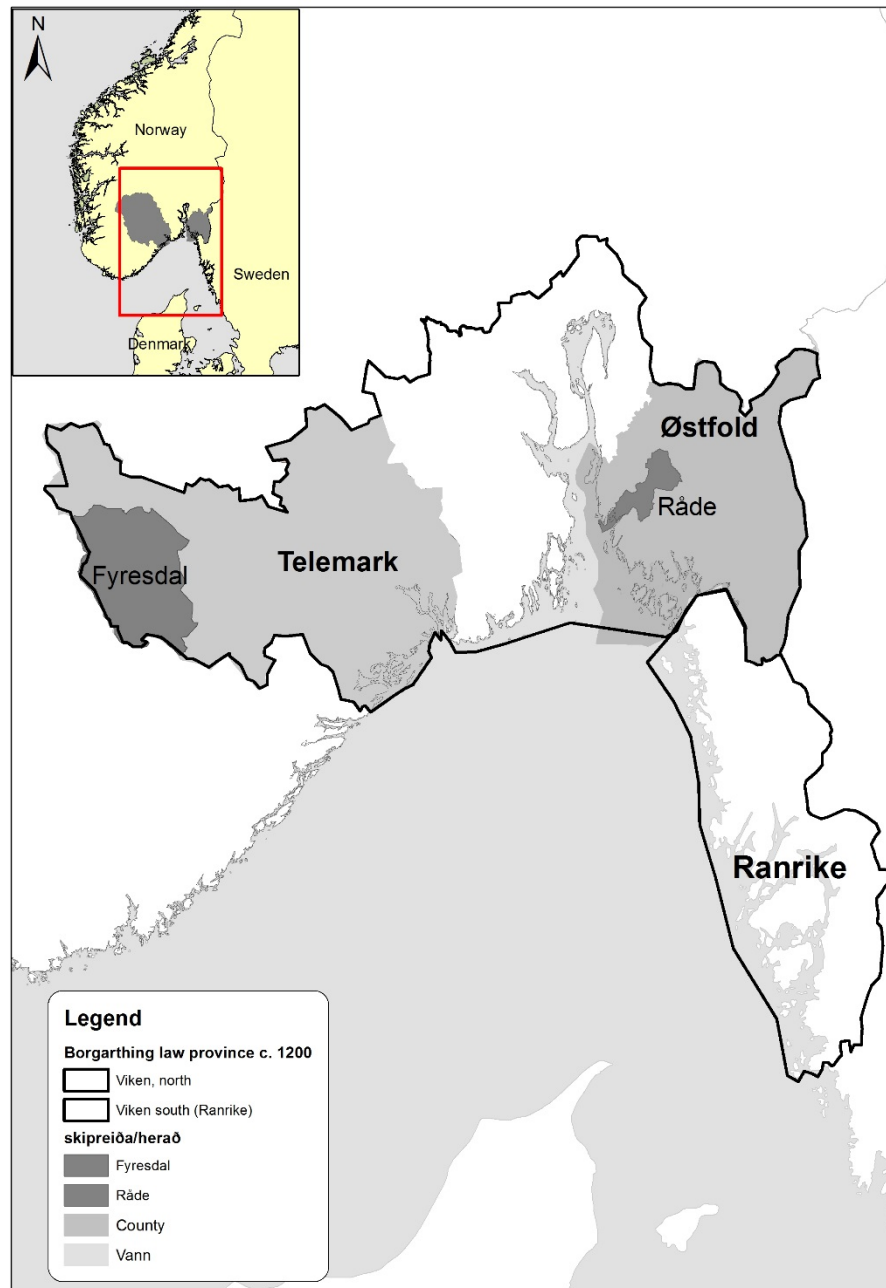 N
Norway
Sweden
Denmark
Østfold
Råde
Telemark
Fyresdal
Ranrike
Legend
Borgarthing law province c. 1200
Viken, north
Viken south (Ranrike)
skipreiða/herað
Fyresdal
Råde
County
Vann